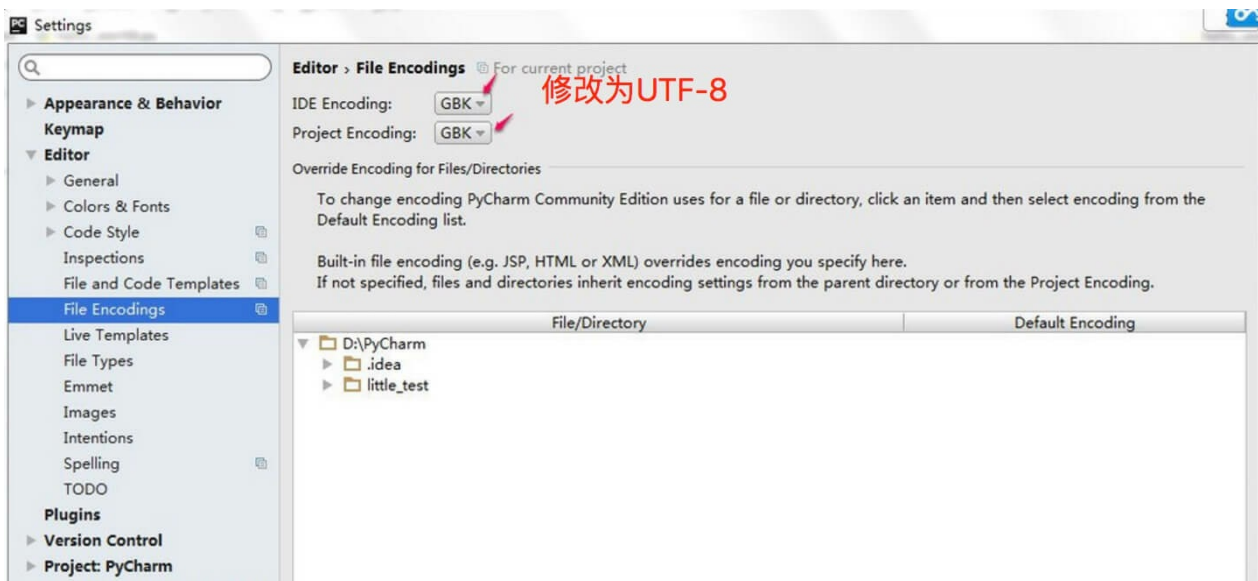 PC Settings
Editor › File Encodings For current project
修改为UTF-8
IDE Encoding: GBK
Project Encoding: GBK
Appearance & Behavior
Keymap
Editor
General
Colors & Fonts
Code Style
Inspections
File and Code Templates
File Encodings
Live Templates
File Types
Emmet
Images
Intentions
Spelling
TODO
Plugins
Version Control
Project: PyCharm
Override Encoding for Files/Directories
To change encoding PyCharm Community Edition uses for a file or directory, click an item and then select encoding from the
Default Encoding list.
Built-in file encoding (e.g. JSP, HTML or XML) overrides encoding you specify here.
If not specified, files and directories inherit encoding settings from the parent directory or from the Project Encoding.
File/Directory Default Encoding
D:\PyCharm
.idea
little_test